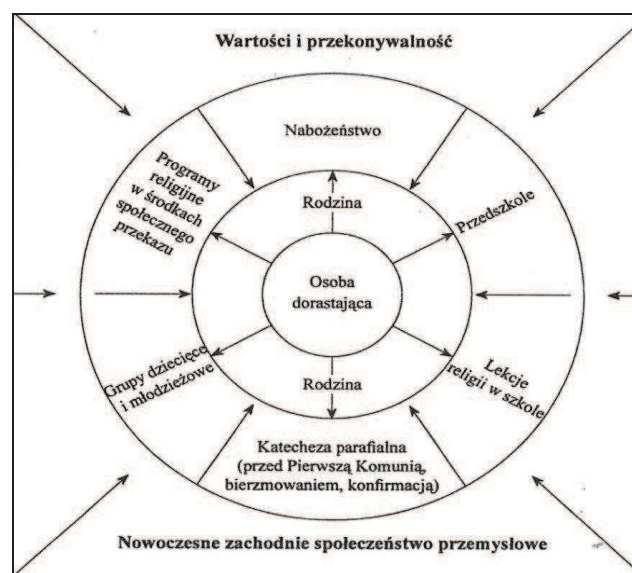 Wartości i przekonywalność
Nabożeństwo
Programy
religijne
w środkach
społecznego
przekazu
Rodzina
Przedszkole
Osoba
dorastająca
Grupy dziecięce
i młodzieżowe
Rodzina
Lekcje
religii w szkole
Katecheza parafialna
(przed Pierwszą Komunią,
bierzmowaniem, konfirmacją)
Nowoczesne zachodnie społeczeństwo przemysłowe